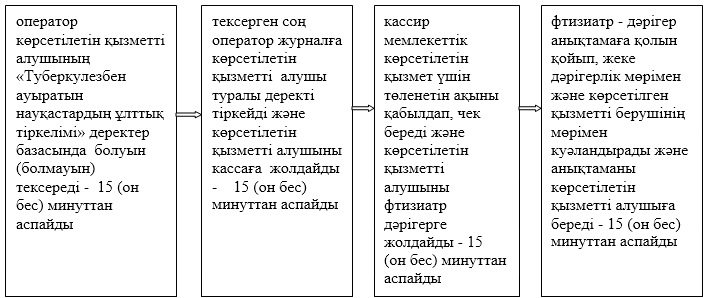 оператор
көрсетілетін қызметті
алушының
«Туберкулезбен
ауыратын
науқастардың ұлттық
тіркелімі» деректер
базасында болуын
(болмауын)
тексереді - 15 (он
бес) минуттан
аспайды
тексерген соң
оператор журналға
көрсетілетін
қызметті алушы
туралы деректі
тіркейді және
көрсетілетін
қызметті алушыны
кассаға жолдайды
- 15 (он бес)
минуттан аспайды
кассир
мемлекеттік
көрсетілетін
қызмет үшін
төленетін ақыны
қабылдап, чек
береді және
көрсетілетін
қызметті
алушыны
фтизиатр
дәрігерге
жолдайды - 15
(он бес) минуттан
аспайды
фтизиатр - дәрігер
анықтамаға қолын
қойып, жеке
дәрігерлік мөрімен
және көрсетілген
қызметті берушінің
мөрімен
куәландырады және
анықтаманы
көрсетілетін
қызметті алушыға
береді - 15 (он бес)
минуттан аспайды